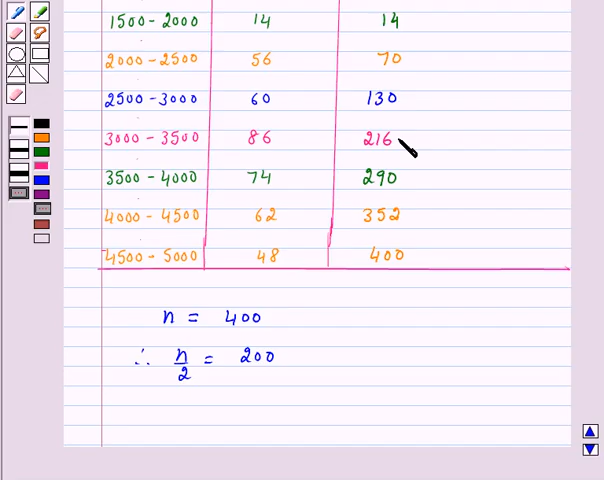 1500 - 2000 14 14
2000 - 2500 56 70
2500 - 3000 60 130
3000 - 3500 86 216
3500 - 4000 74 290
4000 - 4500 62 352
4500 - 5000 48 400
n = 400
∴ n/2 = 200